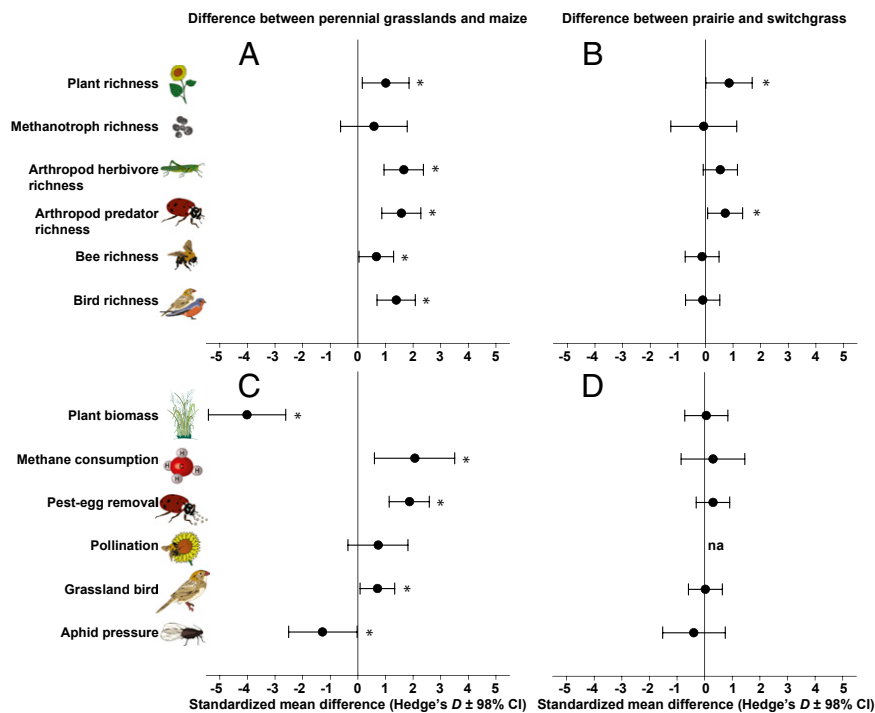 Difference between perennial grasslands and maize
Difference between prairie and switchgrass
A
B
Plant richness
*
*
Methanotroph richness
Arthropod herbivore
richness
*
Arthropod predator
richness
*
*
Bee richness
*
Bird richness
*
-5 -4 -3 -2 -1 0 1 2 3 4 5
-5 -4 -3 -2 -1 0 1 2 3 4 5
C
D
Plant biomass
*
Methane consumption
H H H H
*
Pest-egg removal
*
Pollination
na
Grassland bird
*
Aphid pressure
*
-5 -4 -3 -2 -1 0 1 2 3 4 5
-5 -4 -3 -2 -1 0 1 2 3 4 5
Standardized mean difference (Hedge's D ± 98% CI)
Standardized mean difference (Hedge's D ± 98% CI)